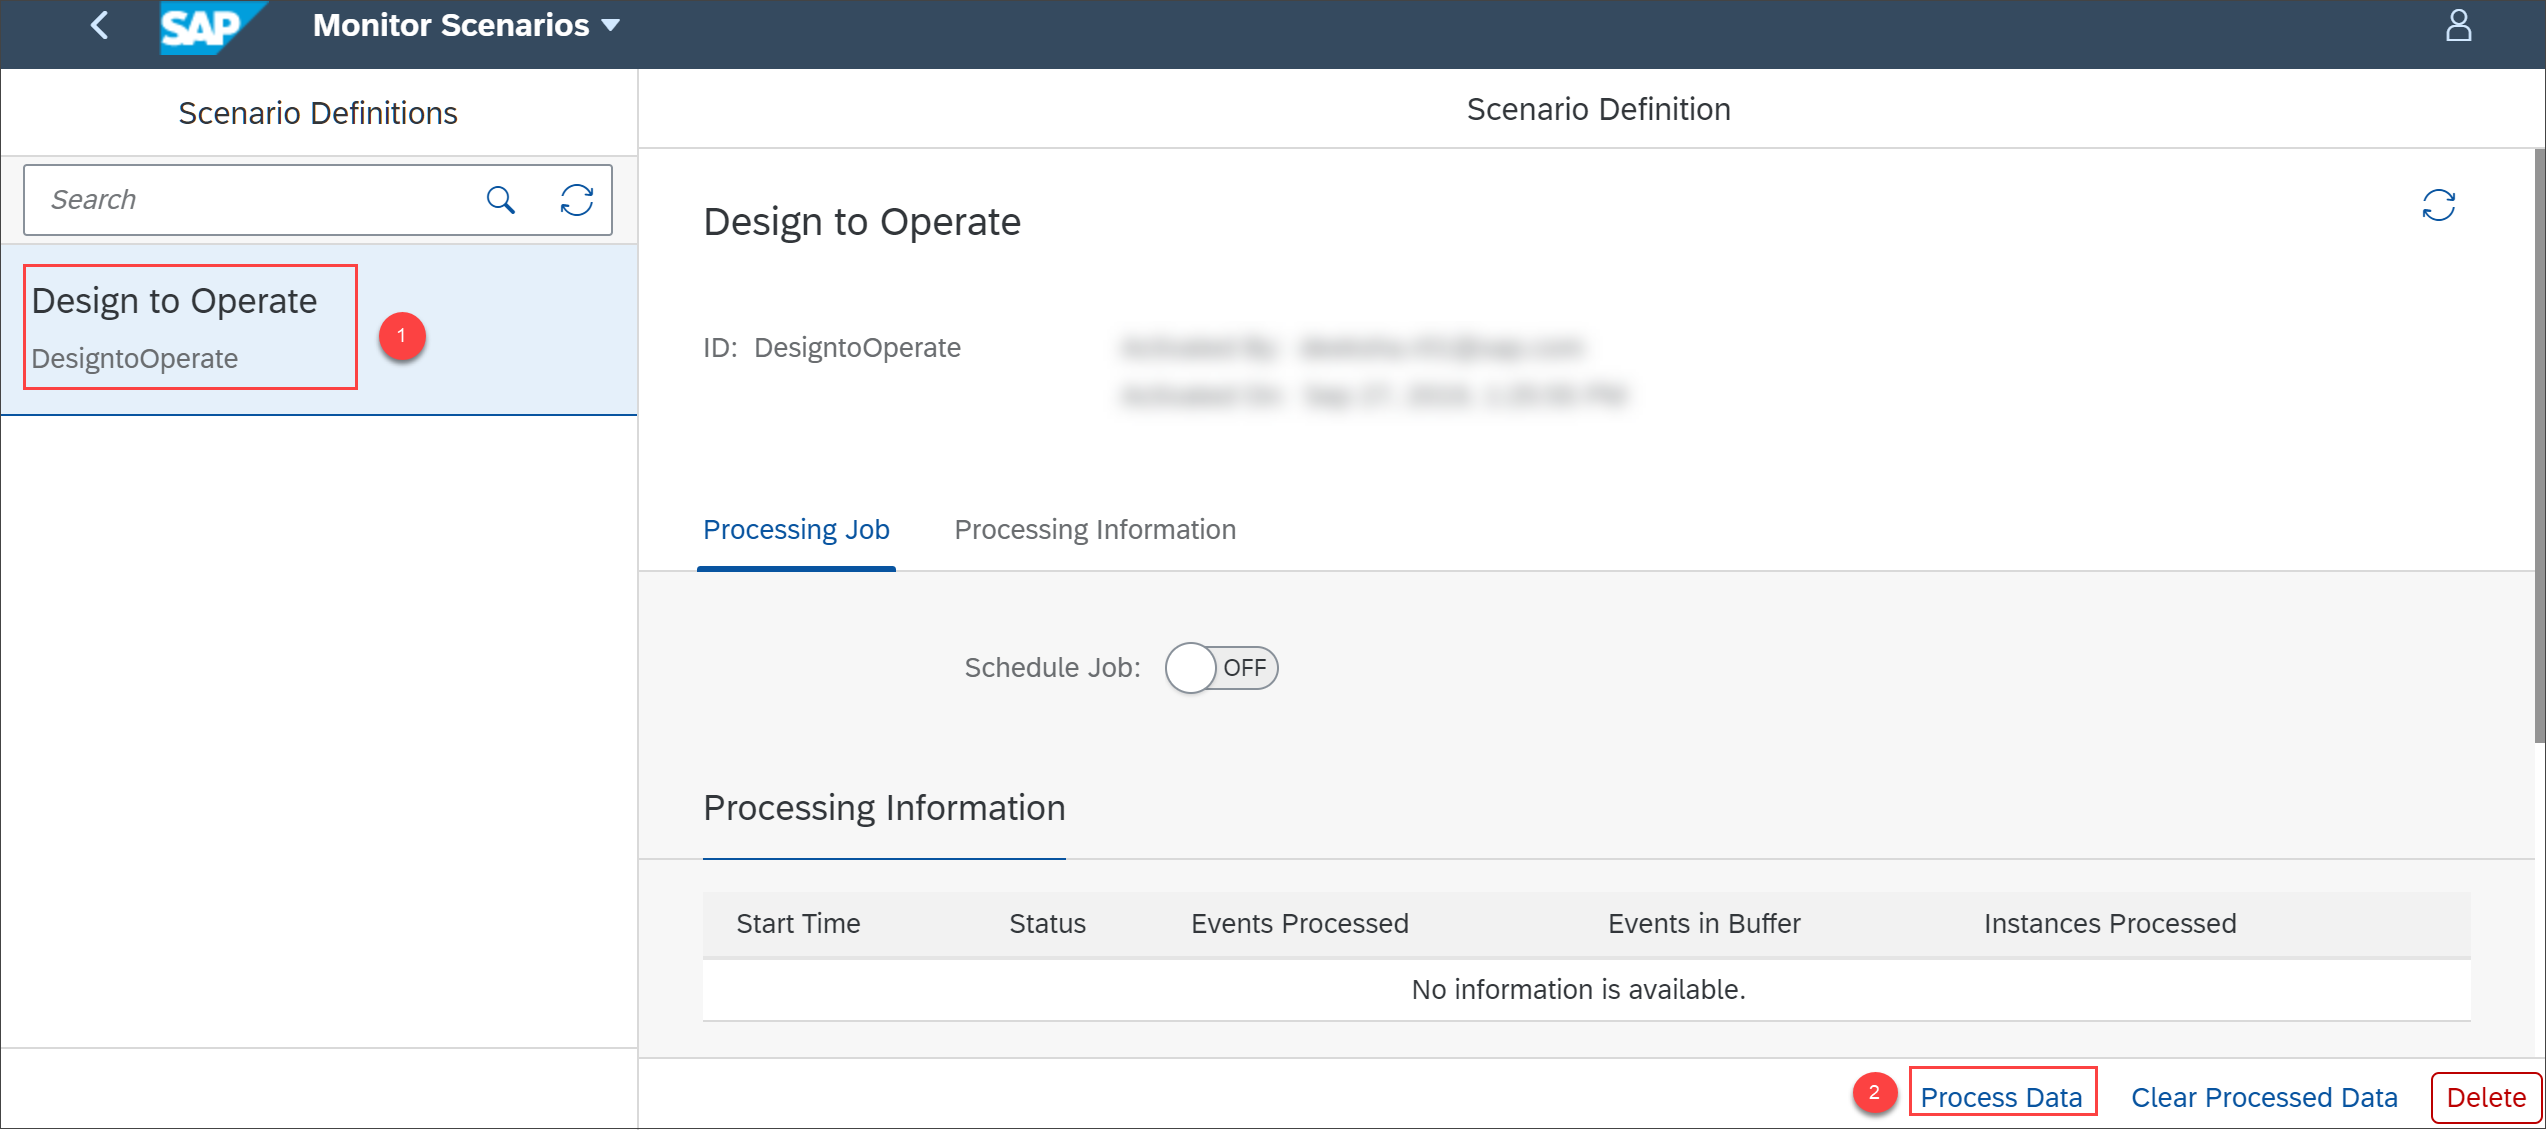 SAP
Monitor Scenarios
Scenario Definitions
Search
Design to Operate
DesigntoOperate
1
Scenario Definition
Design to Operate
ID: DesigntoOperate
Processing Job
Processing Information
Schedule Job:
OFF
Processing Information
Start Time
Status
Events Processed
Events in Buffer
Instances Processed
No information is available.
2
Process Data
Clear Processed Data
Delete